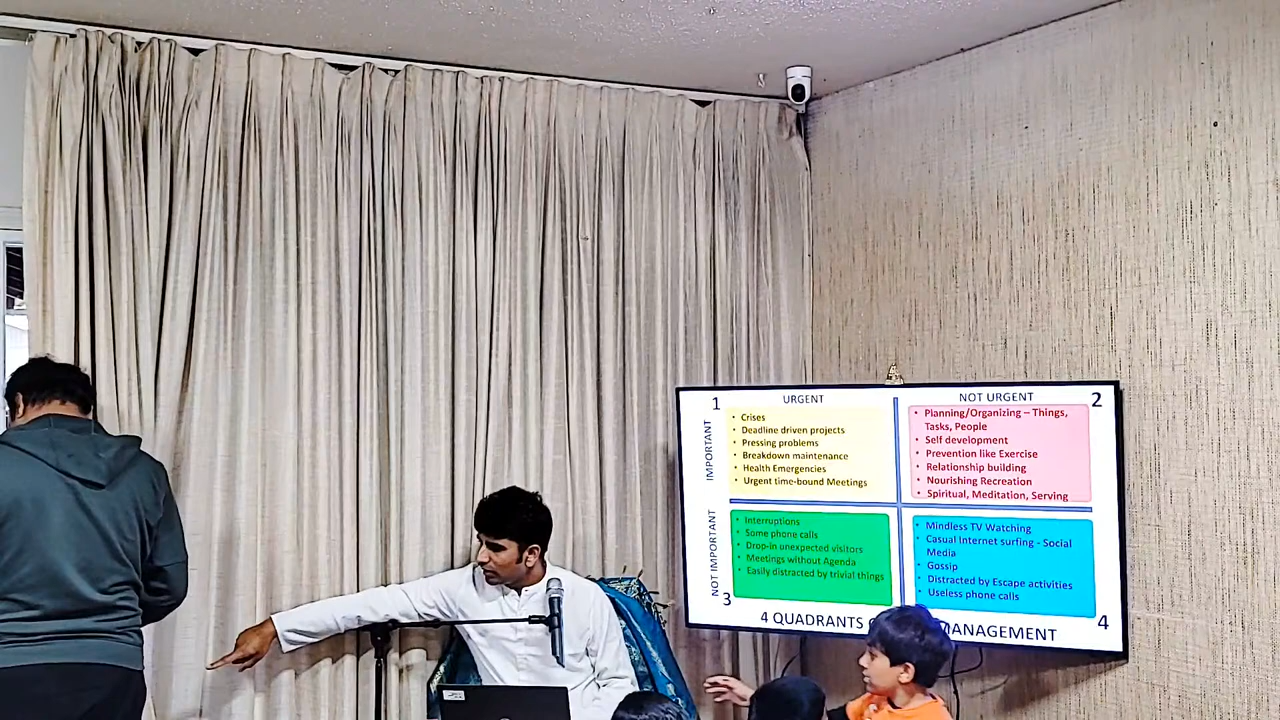 1
URGENT
NOT URGENT
2
IMPORTANT
• Crises
• Deadline driven projects
• Pressing problems
• Breakdown maintenance
• Health Emergencies
• Urgent time-bound Meetings
• Planning/Organizing – Things,
Tasks, People
• Self development
• Prevention like Exercise
• Relationship building
• Nourishing Recreation
• Spiritual, Meditation, Serving
NOT IMPORTANT
• Interruptions
• Some phone calls
• Drop-in unexpected visitors
• Meetings without Agenda
• Easily distracted by trivial things
• Mindless TV Watching
• Casual Internet surfing - Social
Media
• Gossip
• Distracted by Escape activities
• Useless phone calls
3
4
4 QUADRANTS